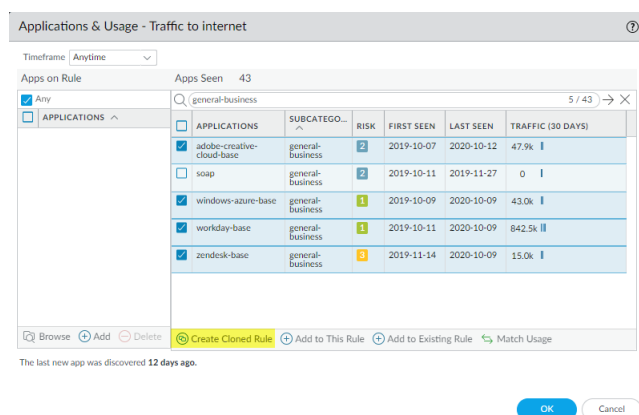 Applications & Usage - Traffic to internet
Timeframe Anytime
Apps on Rule
Apps Seen 43
Any
APPLICATIONS
general-business 5 / 43
APPLICATIONS SUBCATEGO... RISK FIRST SEEN LAST SEEN TRAFFIC (30 DAYS)
adobe-creative-cloud-base general-business 2 2019-10-07 2020-10-12 47.9k
soap general-business 2 2019-10-11 2019-11-27 0
windows-azure-base general-business 1 2019-10-09 2020-10-09 43.0k
workday-base general-business 1 2019-10-11 2020-10-09 842.5k
zendesk-base general-business 3 2019-11-14 2020-10-09 15.0k
Browse Add Delete
Create Cloned Rule Add to This Rule Add to Existing Rule Match Usage
The last new app was discovered 12 days ago.
OK Cancel